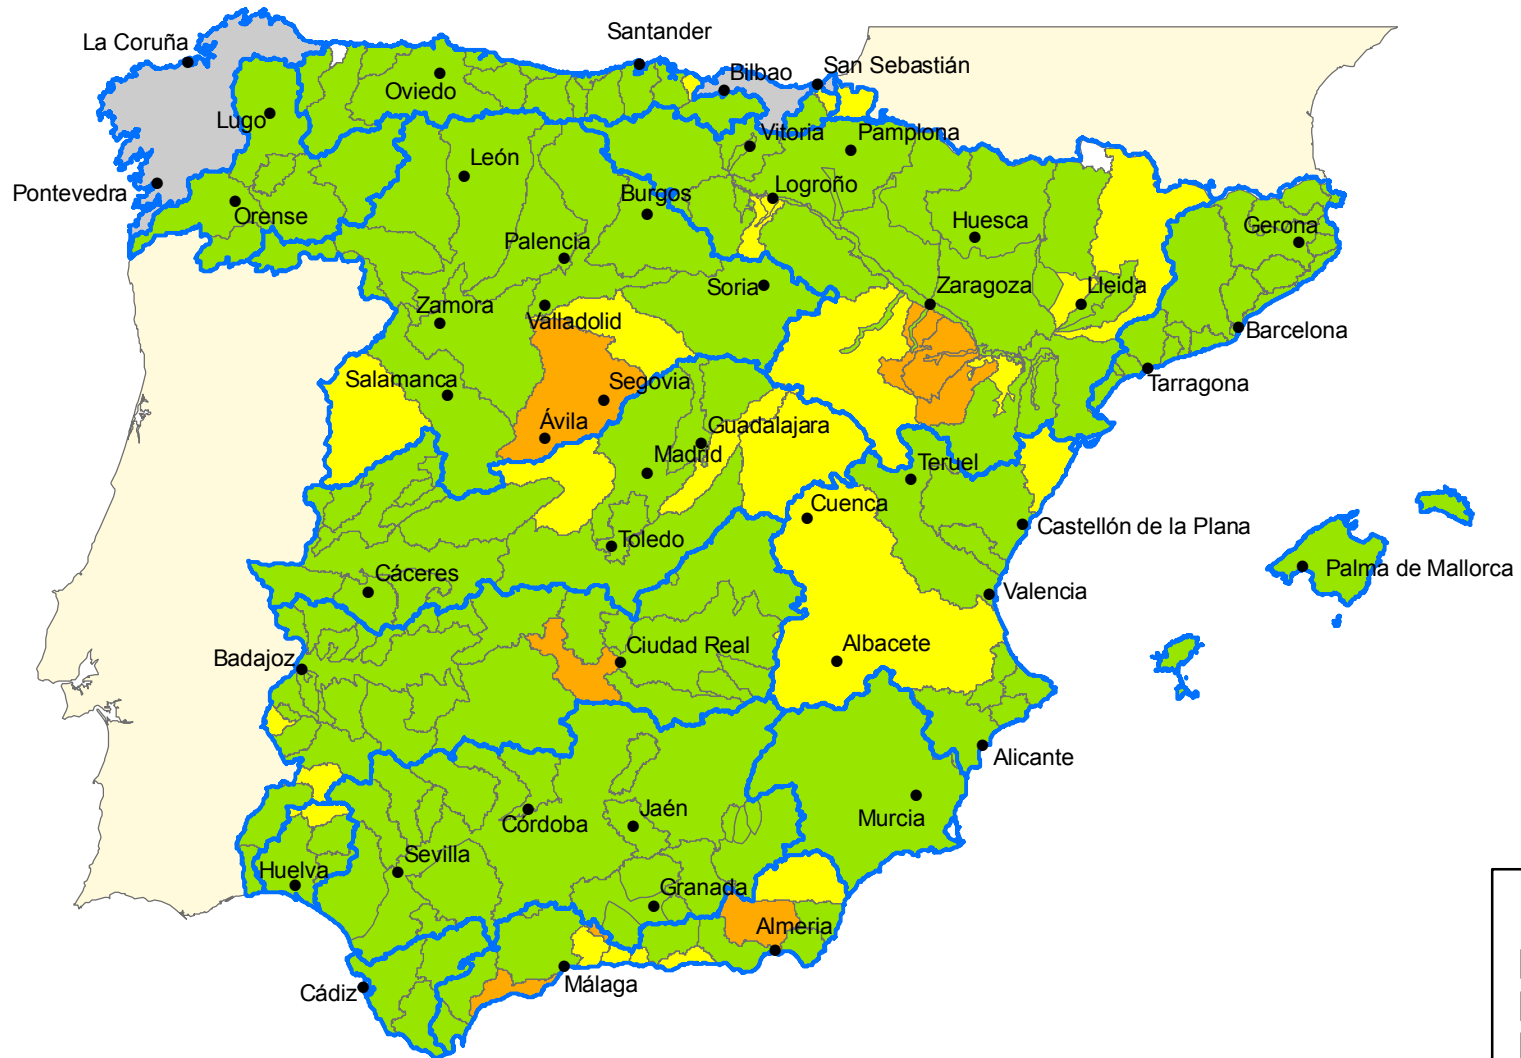 Santander
La Coruña
Bilbao
San Sebastián
Oviedo
Lugo
Vitoria
Pamplona
León
Pontevedra
Logroño
Burgos
Orense
Huesca
Gerona
Palencia
Soria
Zaragoza
Lleida
Zamora
Valladolid
Barcelona
Salamanca
Segovia
Tarragona
Ávila
Guadalajara
Madrid
Teruel
Cuenca
Castellón de la Plana
Toledo
Cáceres
Palma de Mallorca
Valencia
Badajoz
Ciudad Real
Albacete
Alicante
Córdoba
Jaén
Murcia
Sevilla
Huelva
Granada
Almeria
Málaga
Cádiz